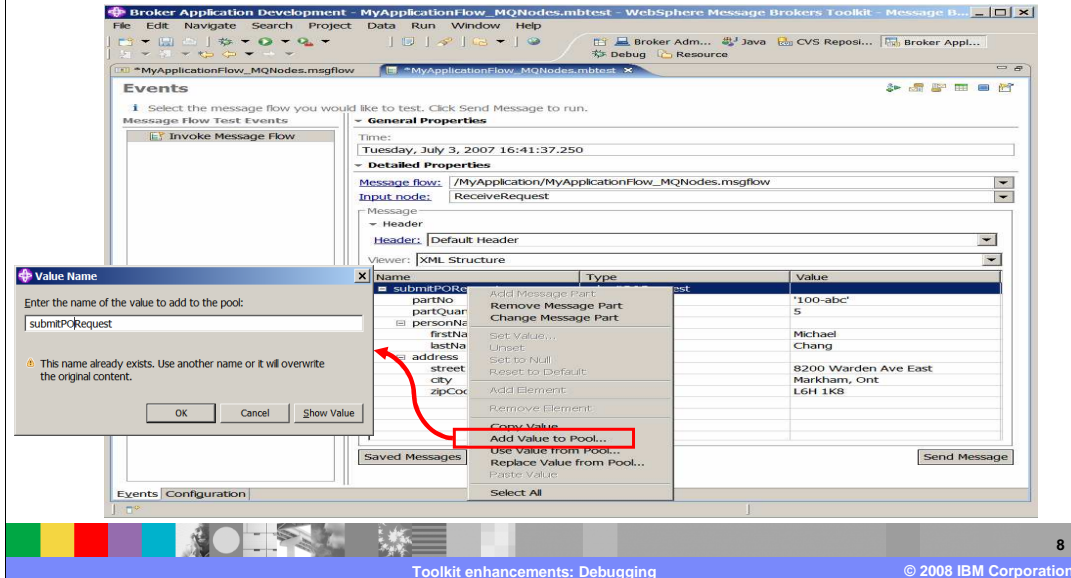 Broker Application Development - MyApplicationFlow_MQNodes.mbtest - WebSphere Message Brokers Toolkit - Message B...
File Edit Navigate Search Project Data Run Window Help
Broker Adm... Java CVS Reposi... Broker Appl...
Debug Resource
*MyApplicationFlow_MQNodes.msgflow *MyApplicationFlow_MQNodes.mbtest
Events
Select the message flow you would like to test. Click Send Message to run.
Message Flow Test Events
Invoke Message Flow
General Properties
Time:
Tuesday, July 3, 2007 16:41:37.250
Detailed Properties
Message flow: /MyApplication/MyApplicationFlow_MQNodes.msgflow
Input node: ReceiveRequest
Message
Header
Header: Default Header
Viewer: XML Structure
Name Type Value
submitPORe est
partNo '100-abc'
partQuan 5
personNa
firstNa Michael
lastNa Chang
address
street 8200 Warden Ave East
city Markham, Ont
zipCod L6H 1K8
Add Message Part
Remove Message Part
Change Message Part
Set Value...
Unset
Set to Null
Reset to Default
Add Element
Remove Element
Copy Value
Add Value to Pool...
Use Value from Pool...
Replace Value from Pool...
Paste Value
Select All
Saved Messages
Send Message
Events Configuration
Value Name
Enter the name of the value to add to the pool:
submitPORequest
This name already exists. Use another name or it will overwrite
the original content.
OK Cancel Show Value
8
Toolkit enhancements: Debugging
© 2008 IBM Corporation